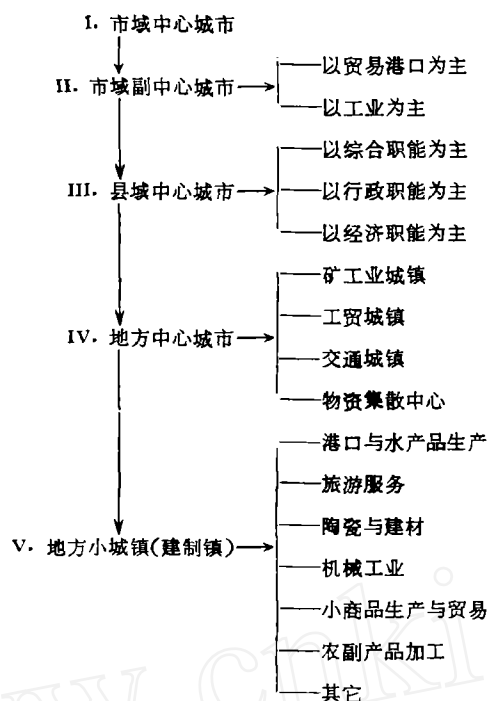 I. 市域中心城市
以贸易港口为主
II. 市域副中心城市
以工业为主
以综合职能为主
III. 县域中心城市
以行政职能为主
以经济职能为主
矿工业城镇
工贸城镇
IV. 地方中心城市
交通城镇
物资集散中心
港口与水产品生产
旅游服务
陶瓷与建材
V. 地方小城镇(建制镇)
机械工业
小商品生产与贸易
农副产品加工
其它